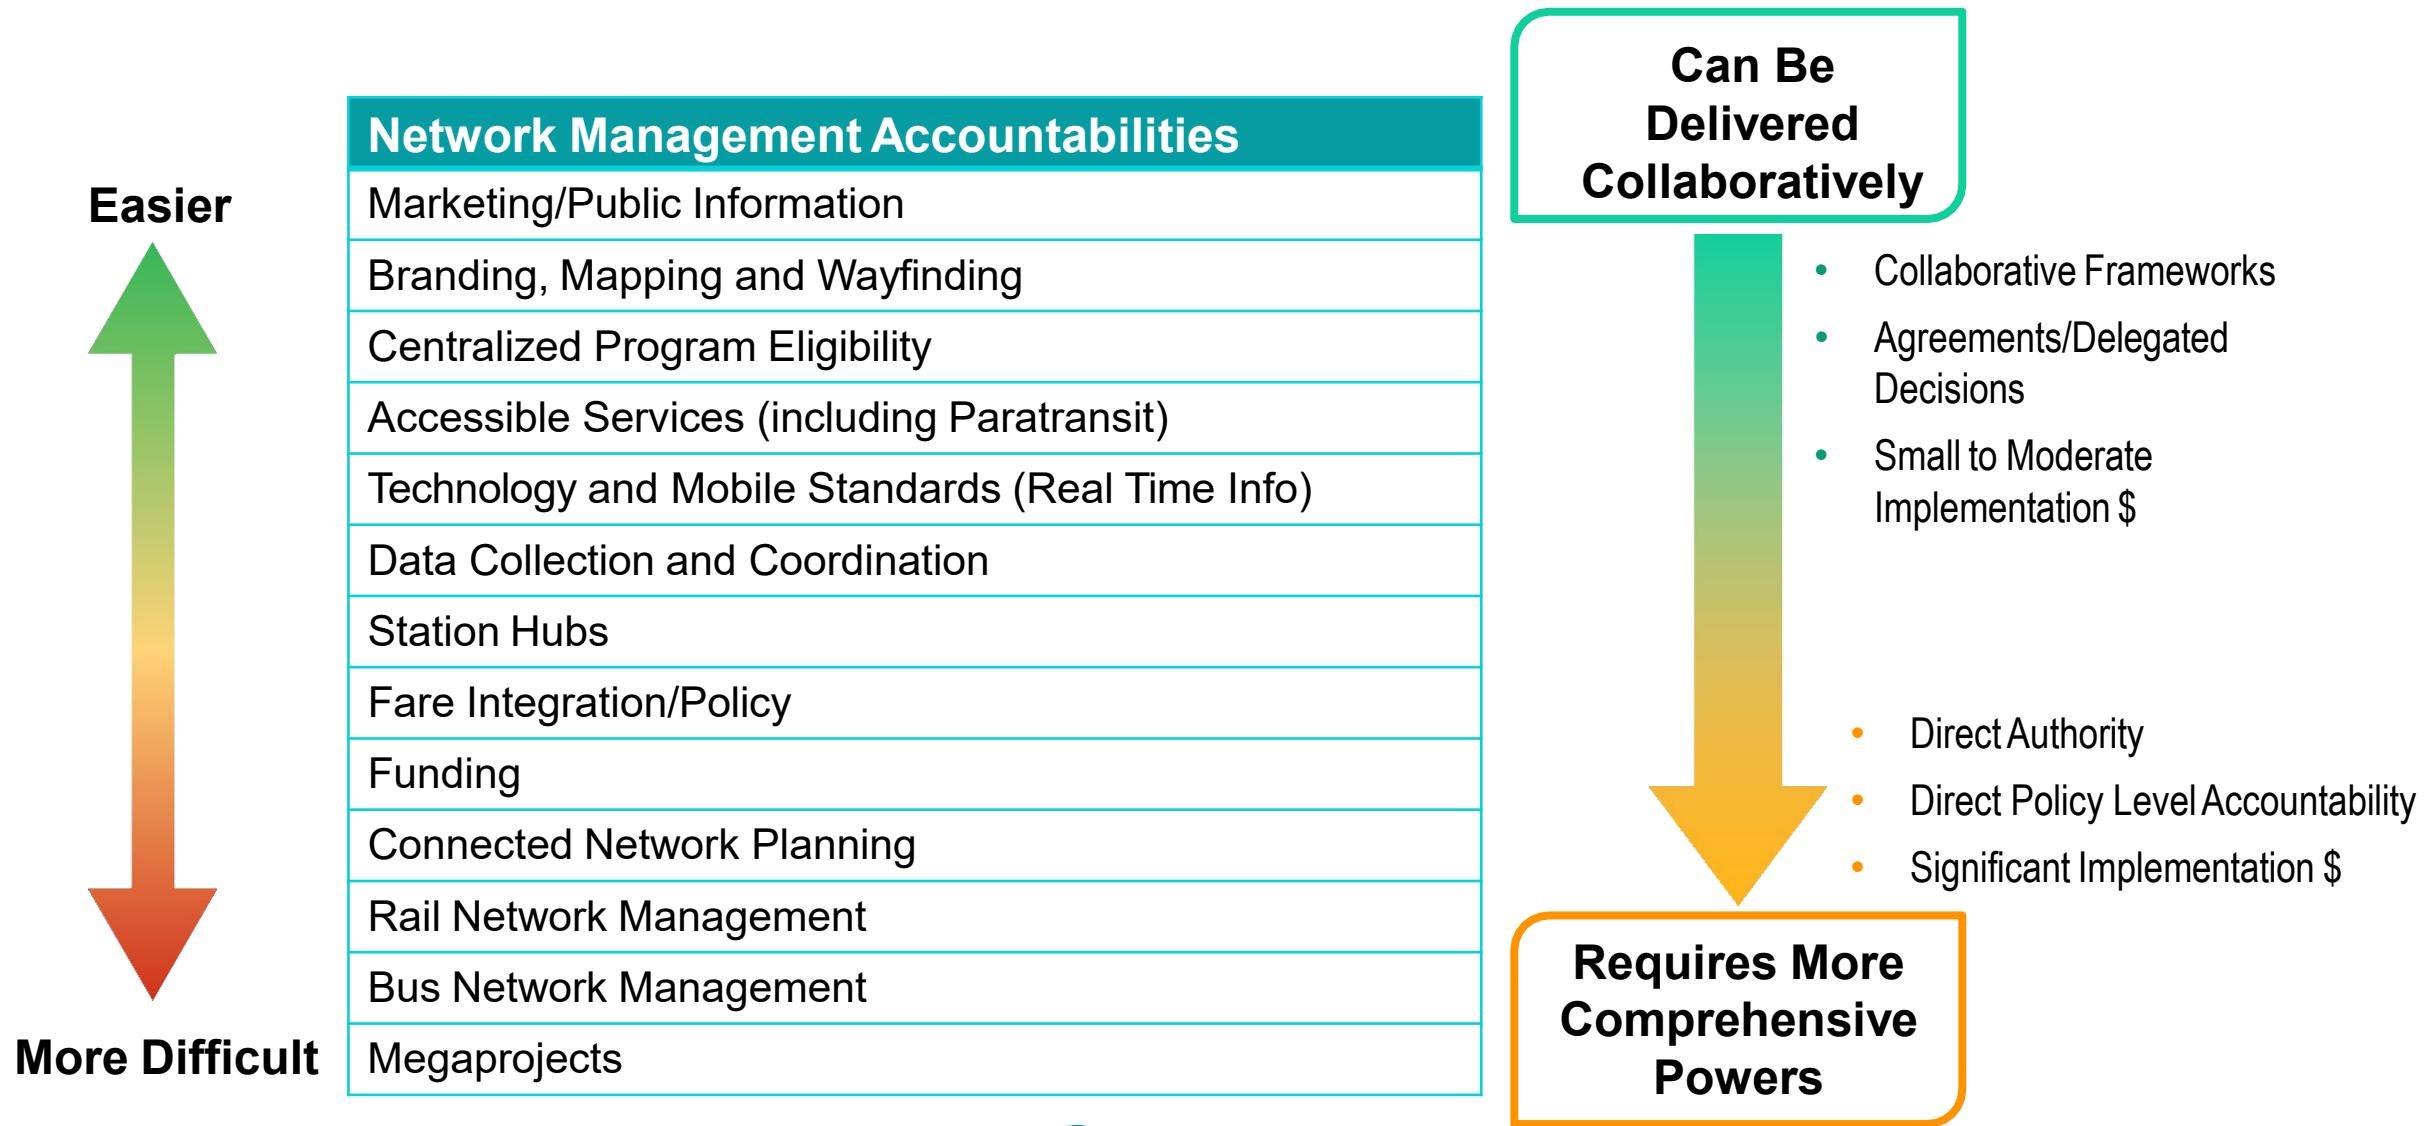 Easier
More Difficult
Network Management Accountabilities
Marketing/Public Information
Branding, Mapping and Wayfinding
Centralized Program Eligibility
Accessible Services (including Paratransit)
Technology and Mobile Standards (Real Time Info)
Data Collection and Coordination
Station Hubs
Fare Integration/Policy
Funding
Connected Network Planning
Rail Network Management
Bus Network Management
Megaprojects
Can Be
Delivered
Collaboratively
• Collaborative Frameworks
• Agreements/Delegated
Decisions
• Small to Moderate
Implementation $
• Direct Authority
• Direct Policy Level Accountability
• Significant Implementation $
Requires More
Comprehensive
Powers